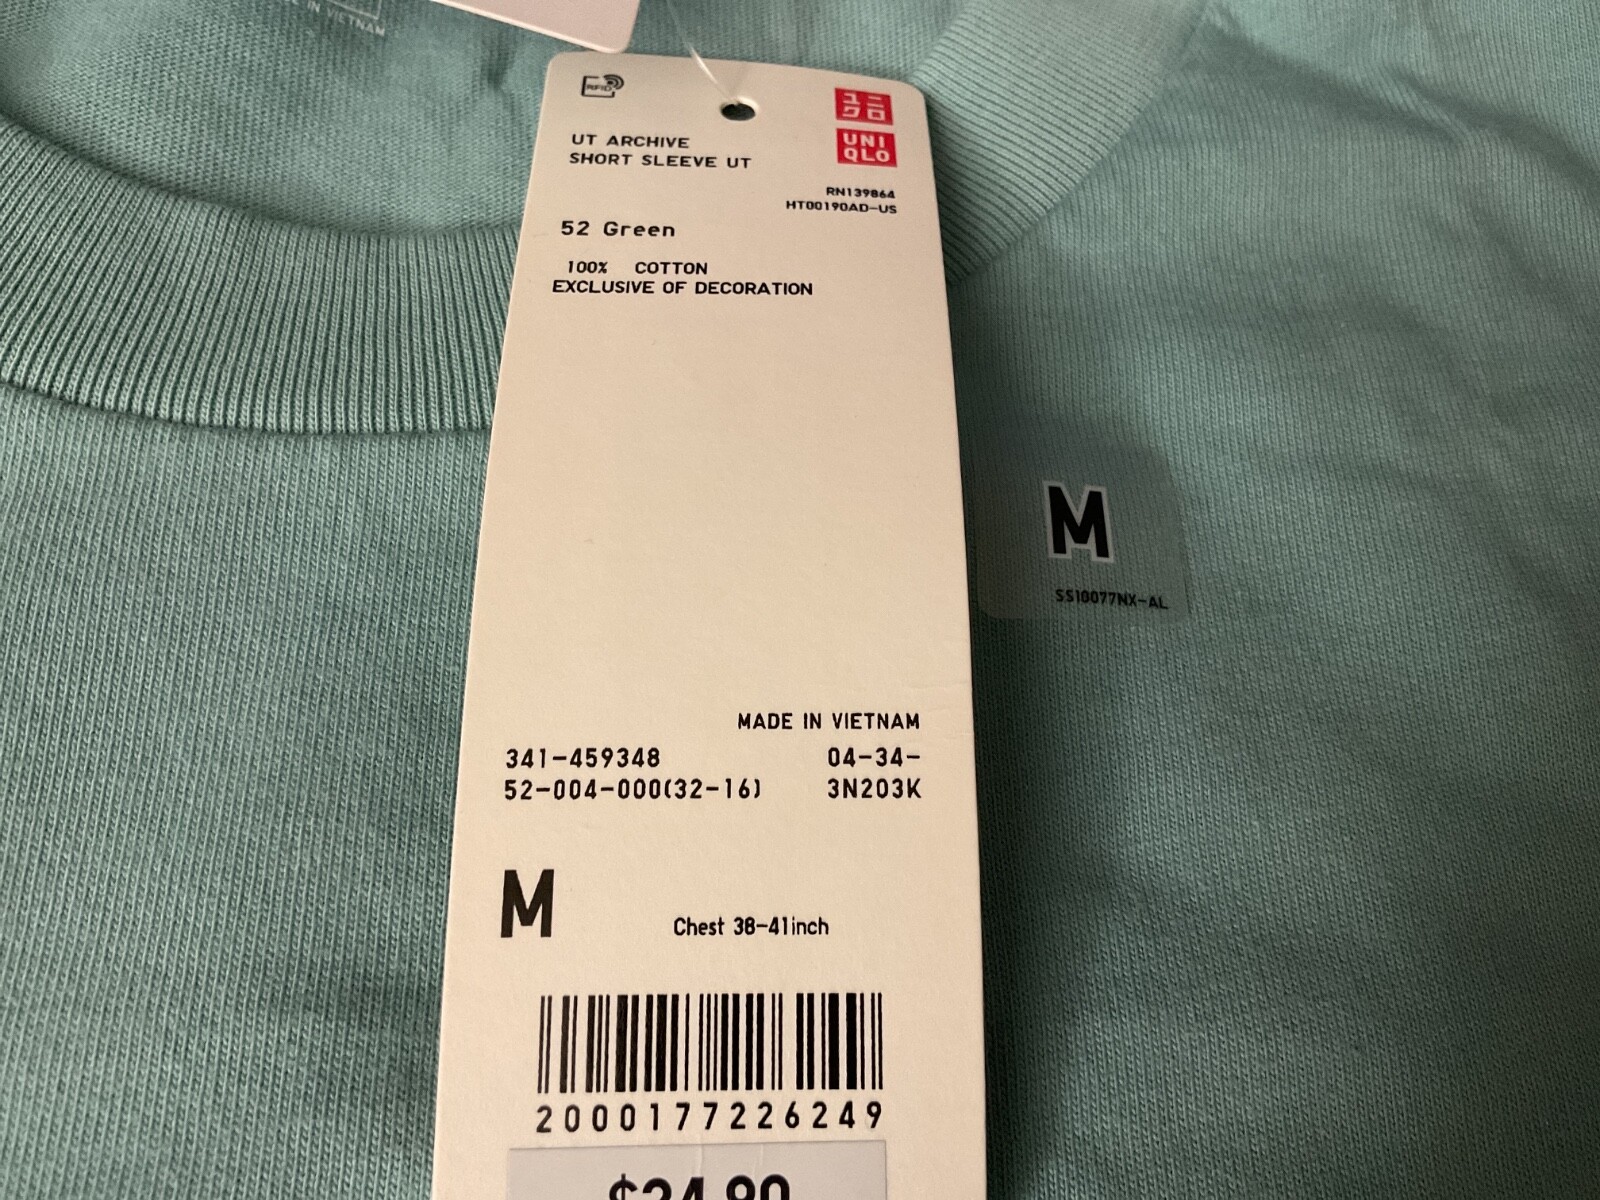 IN VIETNAM
RFID
ユニ
クロ
UNI
QLO
UT ARCHIVE
SHORT SLEEVE UT
RN139864
HT00190AD-US
52 Green
100% COTTON
EXCLUSIVE OF DECORATION
M
SS10077NX-AL
MADE IN VIETNAM
341-459348 04-34-
52-004-000(32-16) 3N203K
M Chest 38-41inch
2000177226249
$24.90